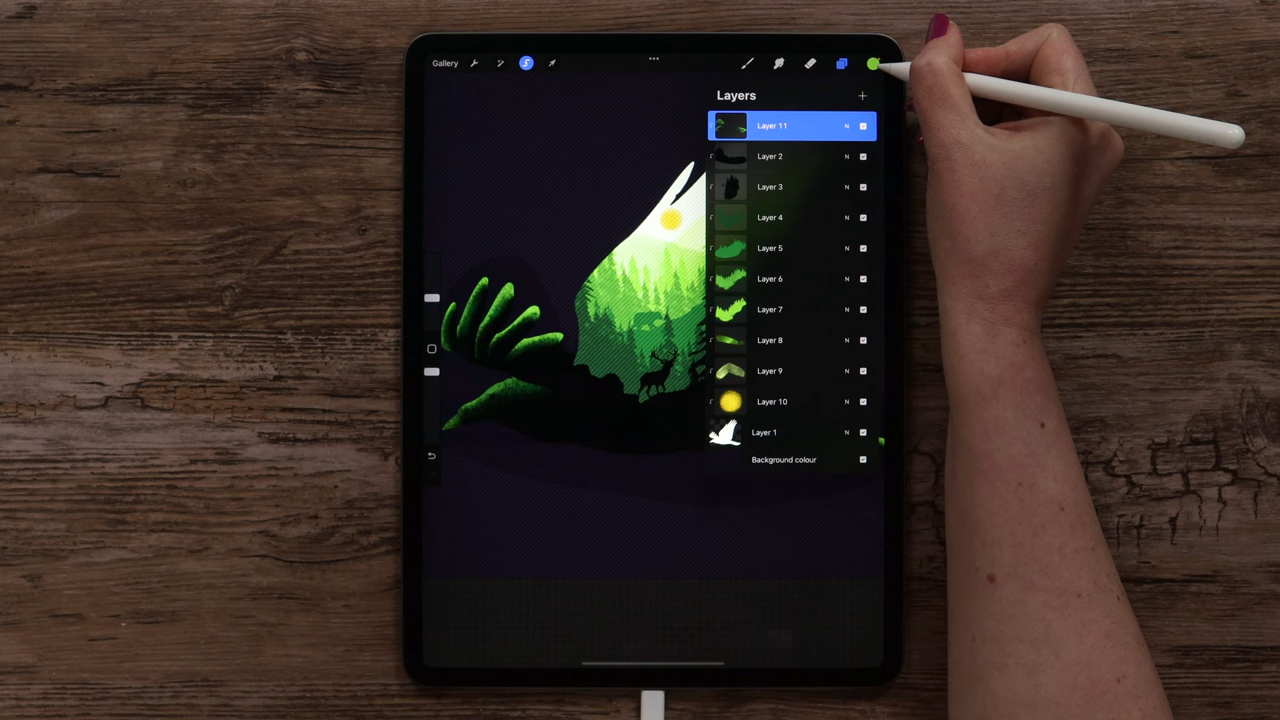 Gallery
Layers
Layer 11 N
Layer 2 N
Layer 3 N
Layer 4 N
Layer 5 N
Layer 6 N
Layer 7 N
Layer 8 N
Layer 9 N
Layer 10 N
Layer 1 N
Background colour